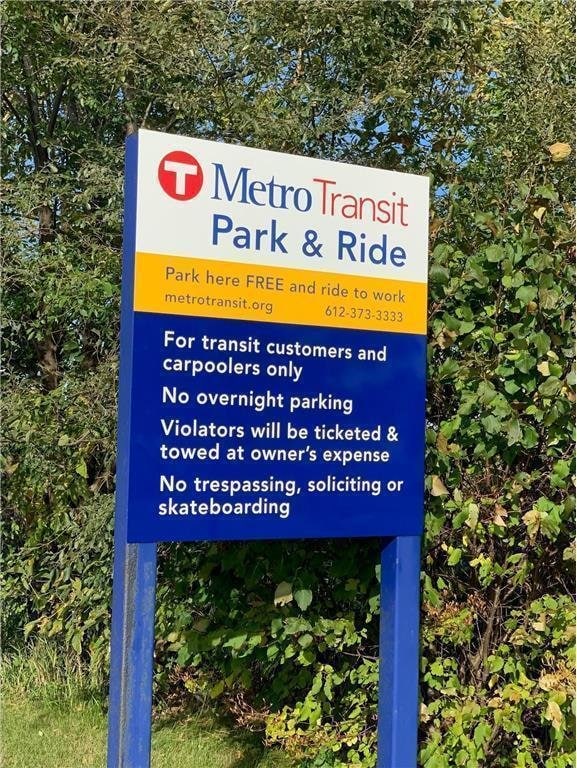 T Metro Transit
Park & Ride
Park here FREE and ride to work
metrotransit.org 612-373-3333
For transit customers and
carpoolers only
No overnight parking
Violators will be ticketed &
towed at owner's expense
No trespassing, soliciting or
skateboarding